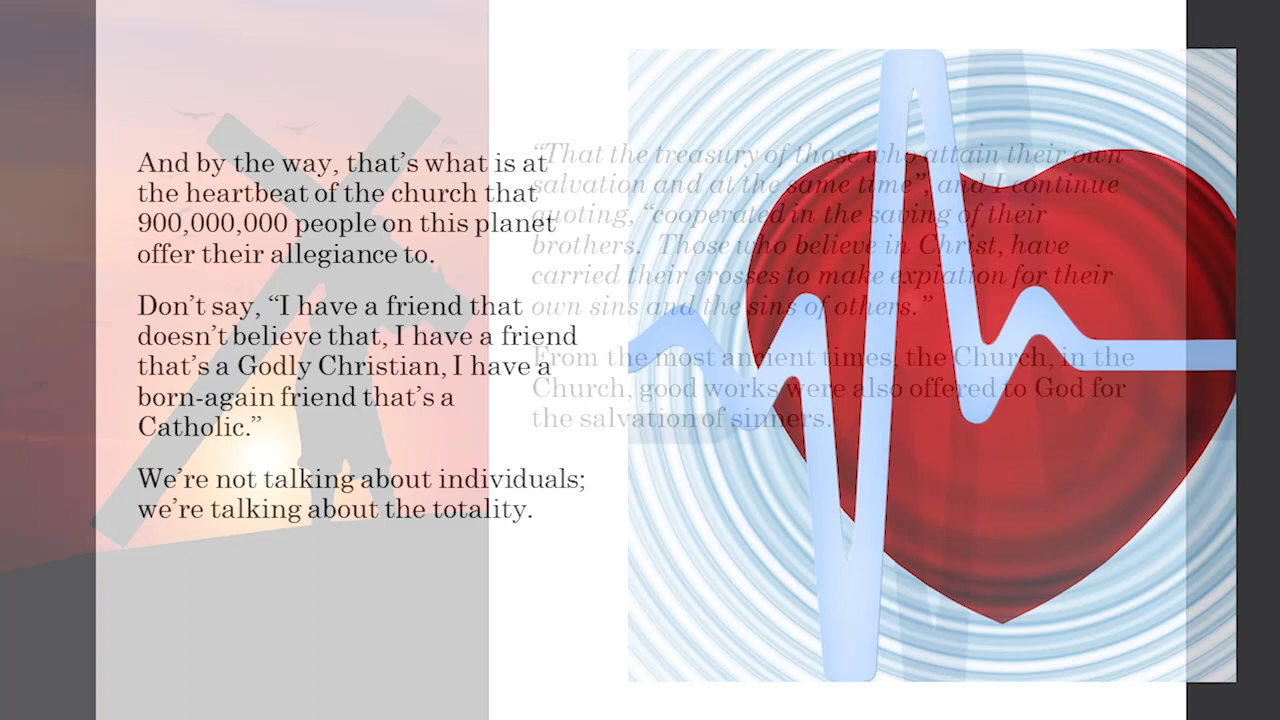 And by the way, that’s what is at
the heartbeat of the church that
900,000,000 people on this planet
offer their allegiance to.
Don’t say, “I have a friend that
doesn’t believe that, I have a friend
that’s a Godly Christian, I have a
born-again friend that’s a
Catholic.”
We’re not talking about individuals;
we’re talking about the totality.
“That the treasury of those who attain their own
salvation and at the same time”, and I continue
quoting, “cooperated in the saving of their
brothers.  Those who believe in Christ, have
carried their crosses to make expiation for their
own sins and the sins of others.”
From the most ancient times, the Church, in the
Church, good works were also offered to God for
the salvation of sinners.